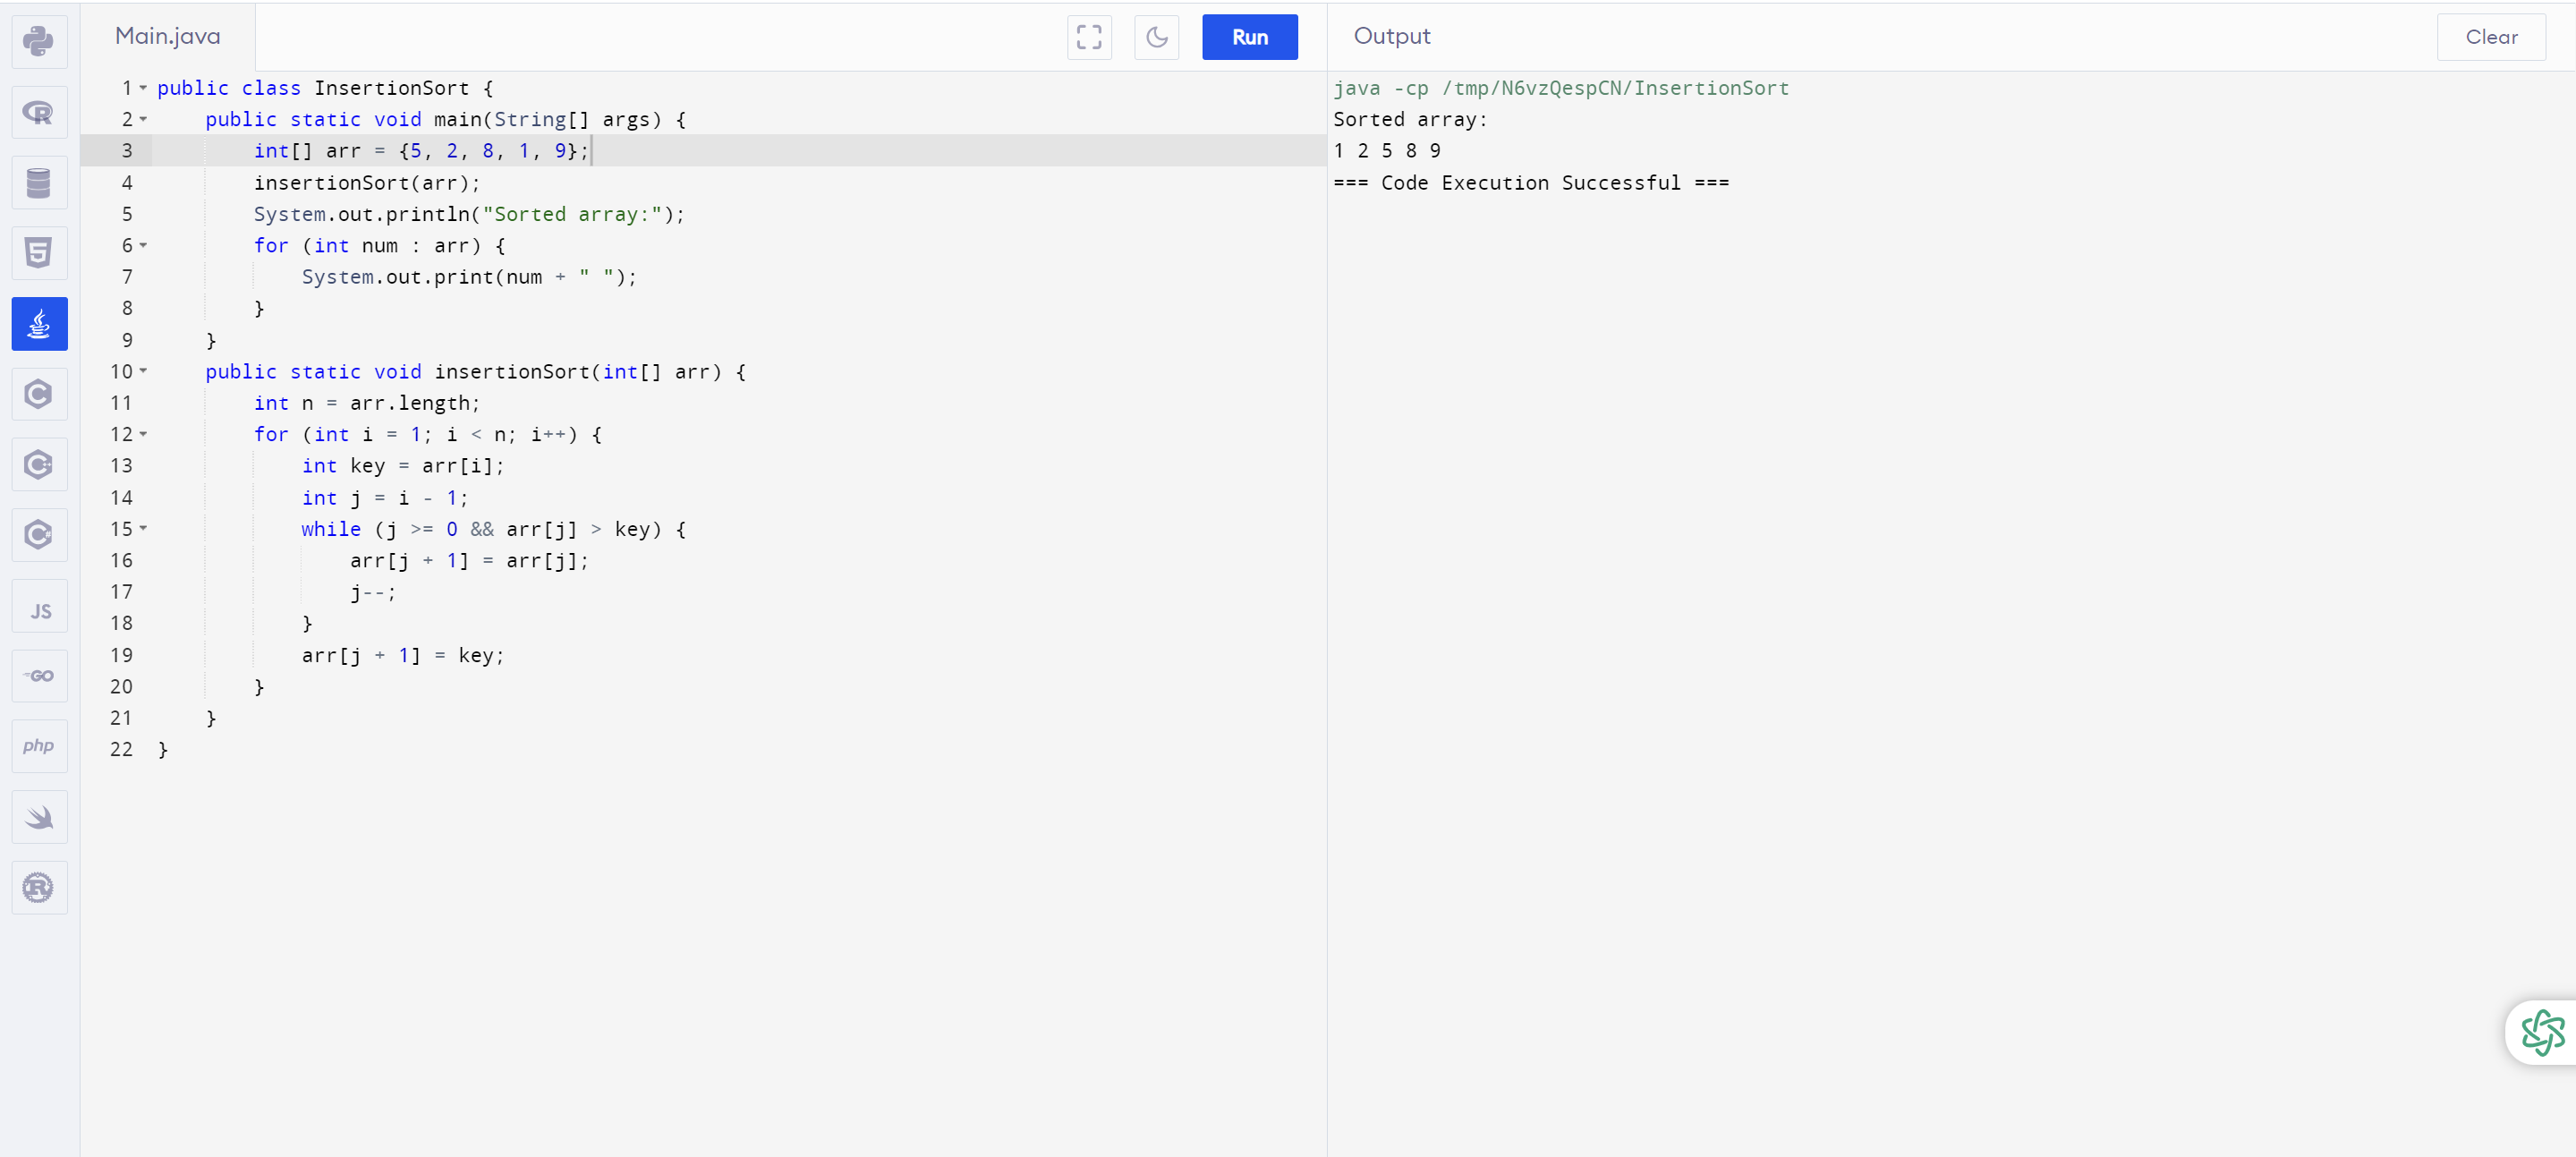 Main.java
Run
Output
Clear
1 public class InsertionSort {
2     public static void main(String[] args) {
3         int[] arr = {5, 2, 8, 1, 9};
4         insertionSort(arr);
5         System.out.println("Sorted array:");
6         for (int num : arr) {
7             System.out.print(num + " ");
8         }
9     }
10     public static void insertionSort(int[] arr) {
11         int n = arr.length;
12         for (int i = 1; i < n; i++) {
13             int key = arr[i];
14             int j = i - 1;
15             while (j >= 0 && arr[j] > key) {
16                 arr[j + 1] = arr[j];
17                 j--;
18             }
19             arr[j + 1] = key;
20         }
21     }
22 }
java -cp /tmp/N6vzQespCN/InsertionSort
Sorted array:
1 2 5 8 9
=== Code Execution Successful ===
R
5
C
C+
C#
JS
GO
php
R